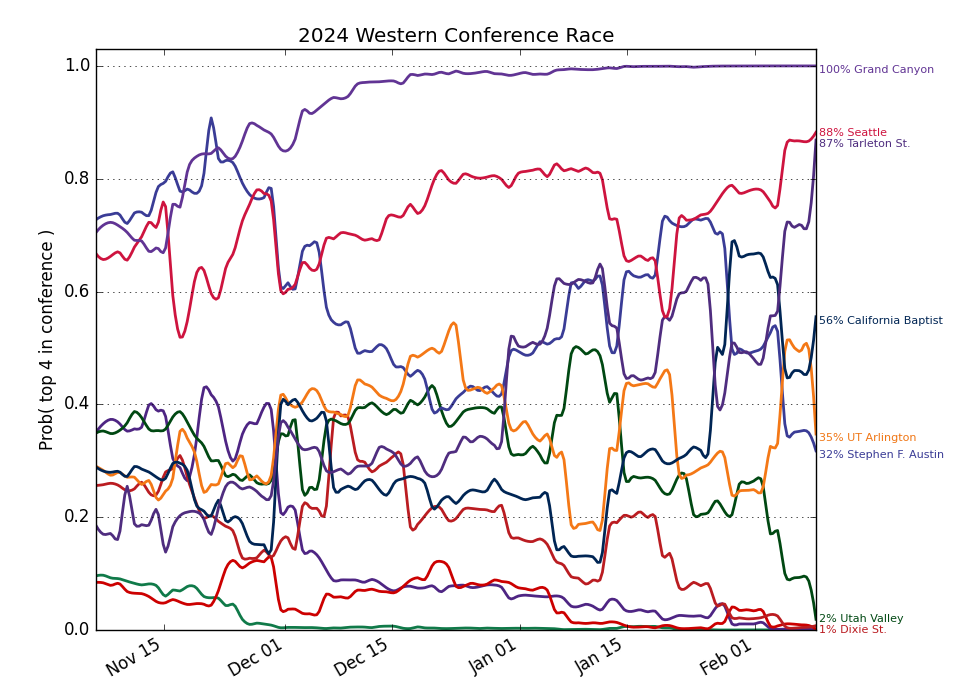 2024 Western Conference Race
Prob( top 4 in conference )
1.0
0.8
0.6
0.4
0.2
0.0
Nov 15
Dec 01
Dec 15
Jan 01
Jan 15
Feb 01
100% Grand Canyon
88% Seattle
87% Tarleton St.
56% California Baptist
35% UT Arlington
32% Stephen F. Austin
2% Utah Valley
1% Dixie St.